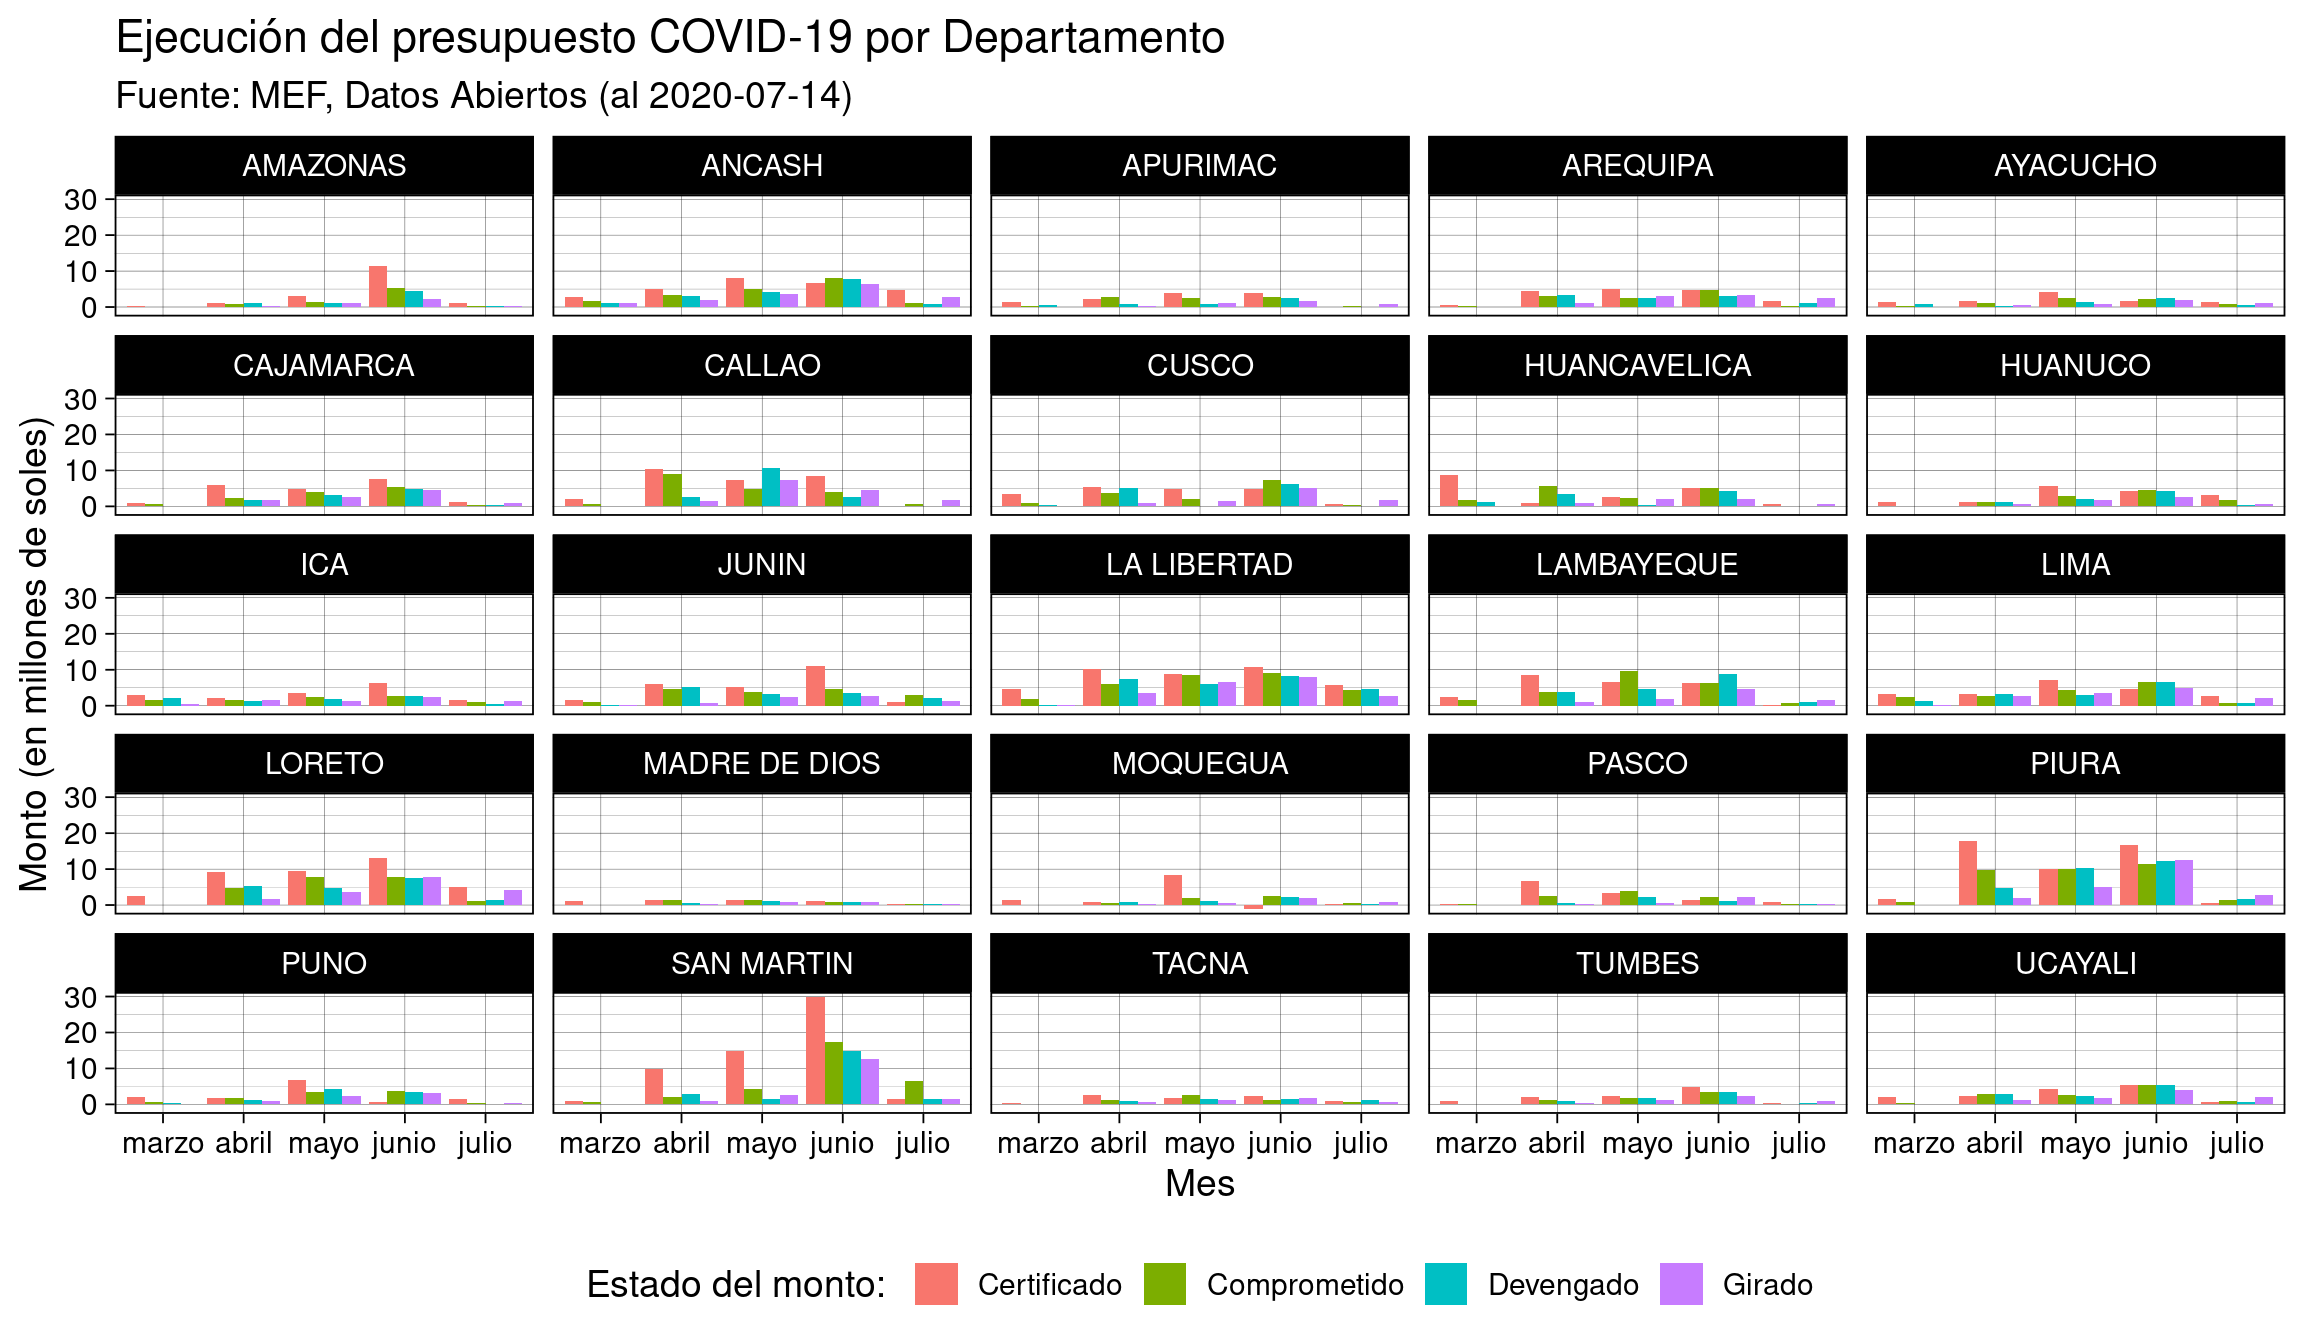 Ejecución del presupuesto COVID-19 por Departamento
Fuente: MEF, Datos Abiertos (al 2020-07-14)
AMAZONAS ANCASH APURIMAC AREQUIPA AYACUCHO
30
20
10
0
CAJAMARCA CALLAO CUSCO HUANCAVELICA HUANUCO
30
20
10
0
ICA JUNIN LA LIBERTAD LAMBAYEQUE LIMA
30
20
10
0
LORETO MADRE DE DIOS MOQUEGUA PASCO PIURA
30
20
10
0
PUNO SAN MARTIN TACNA TUMBES UCAYALI
30
20
10
0
Monto (en millones de soles)
marzo abril mayo junio julio marzo abril mayo junio julio marzo abril mayo junio julio marzo abril mayo junio julio marzo abril mayo junio julio
Mes
Estado del monto: Certificado Comprometido Devengado Girado